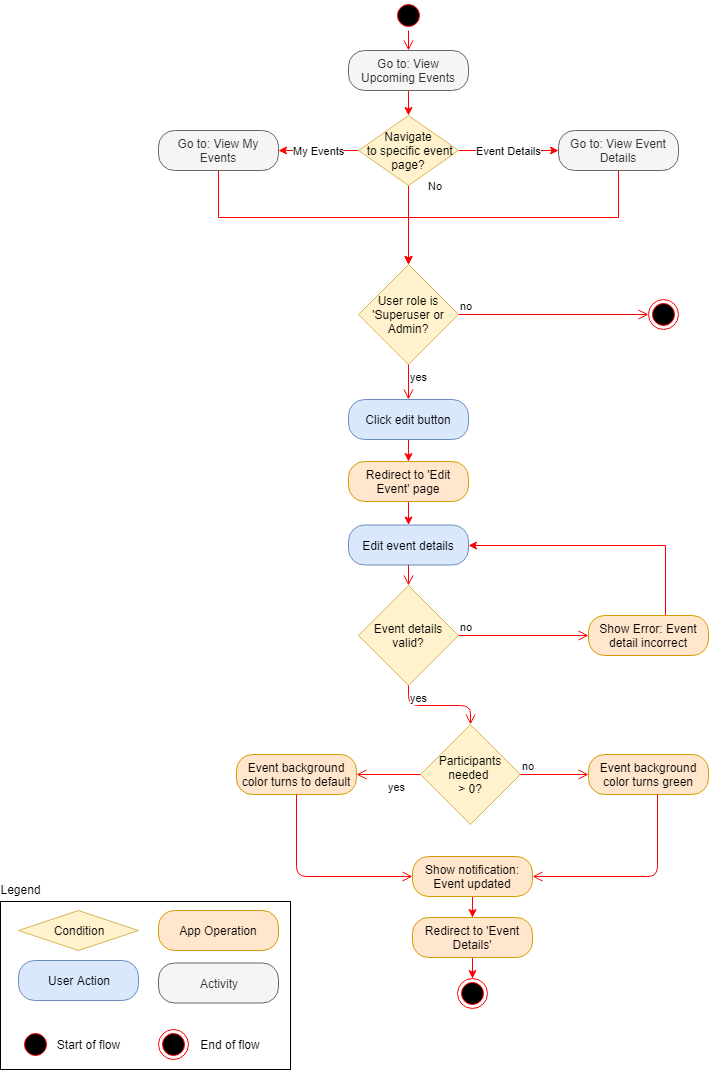 Go to: View
Upcoming Events
Navigate
to specific event
page?
Go to: View My
Events
My Events
Event Details
Go to: View Event
Details
No
User role is
'Superuser or
Admin?
no
yes
Click edit button
Redirect to 'Edit
Event' page
Edit event details
Event details
valid?
no
Show Error: Event
detail incorrect
yes
Participants
needed
> 0?
Event background
color turns to default
yes
no
Event background
color turns green
Show notification:
Event updated
Redirect to 'Event
Details'
Legend
Condition
App Operation
User Action
Activity
Start of flow
End of flow